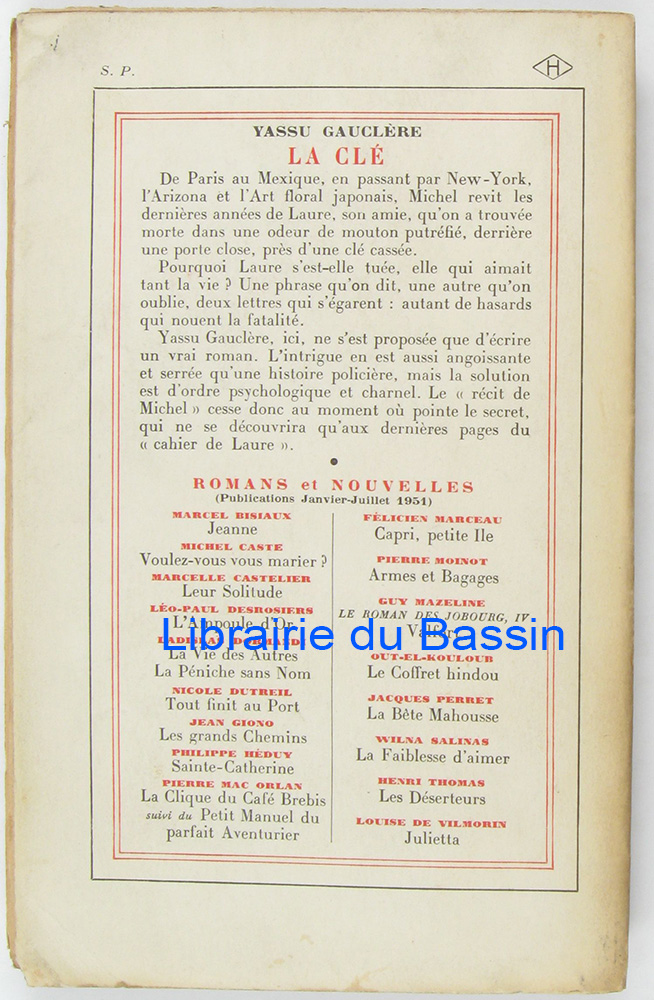 S. P.
H
YASSU GAUCLÈRE
LA CLÉ
De Paris au Mexique, en passant par New-York,
l'Arizona et l'Art floral japonais, Michel revit les
dernières années de Laure, son amie, qu'on a trouvée
morte dans une odeur de mouton putréfié, derrière
une porte close, près d'une clé cassée.
Pourquoi Laure s'est-elle tuée, elle qui aimait
tant la vie ? Une phrase qu'on dit, une autre qu'on
oublie, deux lettres qui s'égarent : autant de hasards
qui nouent la fatalité.
Yassu Gauclère, ici, ne s'est proposée que d'écrire
un vrai roman. L'intrigue en est aussi angoissante
et serrée qu'une histoire policière, mais la solution
est d'ordre psychologique et charnel. Le « récit de
Michel » cesse donc au moment où pointe le secret,
qui ne se découvrira qu'aux dernières pages du
« cahier de Laure ».
ROMANS et NOUVELLES
(Publications Janvier-Juillet 1951)
MARCEL BISIAUX
Jeanne
MICHEL CASTE
Voulez-vous vous marier ?
MARCELLE CASTELIER
Leur Solitude
LÉO-PAUL DESROSIERS
L'Ampoule d'Or
LADISLAS DORMANDI
La Vie des Autres
La Péniche sans Nom
NICOLE DUTREIL
Tout finit au Port
JEAN GIONO
Les grands Chemins
PHILIPPE HÉDUY
Sainte-Catherine
PIERRE MAC ORLAN
La Clique du Café Brebis
suivi du Petit Manuel du
parfait Aventurier
FÉLICIEN MARCEAU
Capri, petite Ile
PIERRE MOINOT
Armes et Bagages
GUY MAZELINE
LE ROMAN DES JOBOURG, IV.
Valfort
OUT-EL-KOULOUB
Le Coffret hindou
JACQUES PERRET
La Bête Mahousse
WILNA SALINAS
La Faiblesse d'aimer
HENRI THOMAS
Les Déserteurs
LOUISE DE VILMORIN
Julietta
Librairie du Bassin